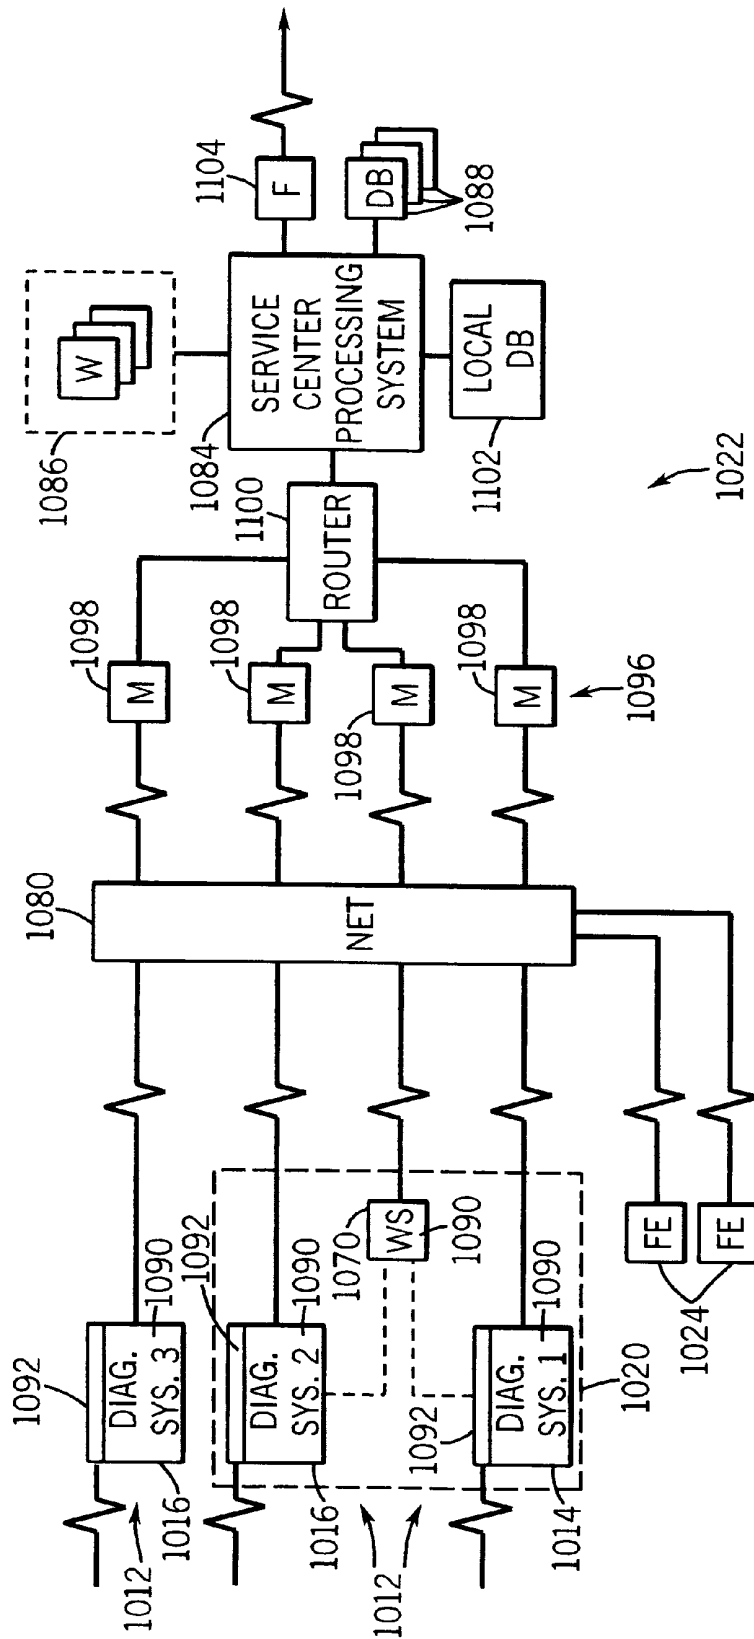 1092
DIAG.
SYS. 3
1090
1016
1012
1092
DIAG.
SYS. 2
1090
1016
1070
WS
1090
1012
1092
DIAG.
SYS. 1
1090
1014
1020
FE
FE
1024
1080
NET
1098
M
1098
M
1098
M
1098
M
1096
1100
ROUTER
1086
W
1084
SERVICE
CENTER
PROCESSING
SYSTEM
1104
F
DB
1088
LOCAL
DB
1102
1022